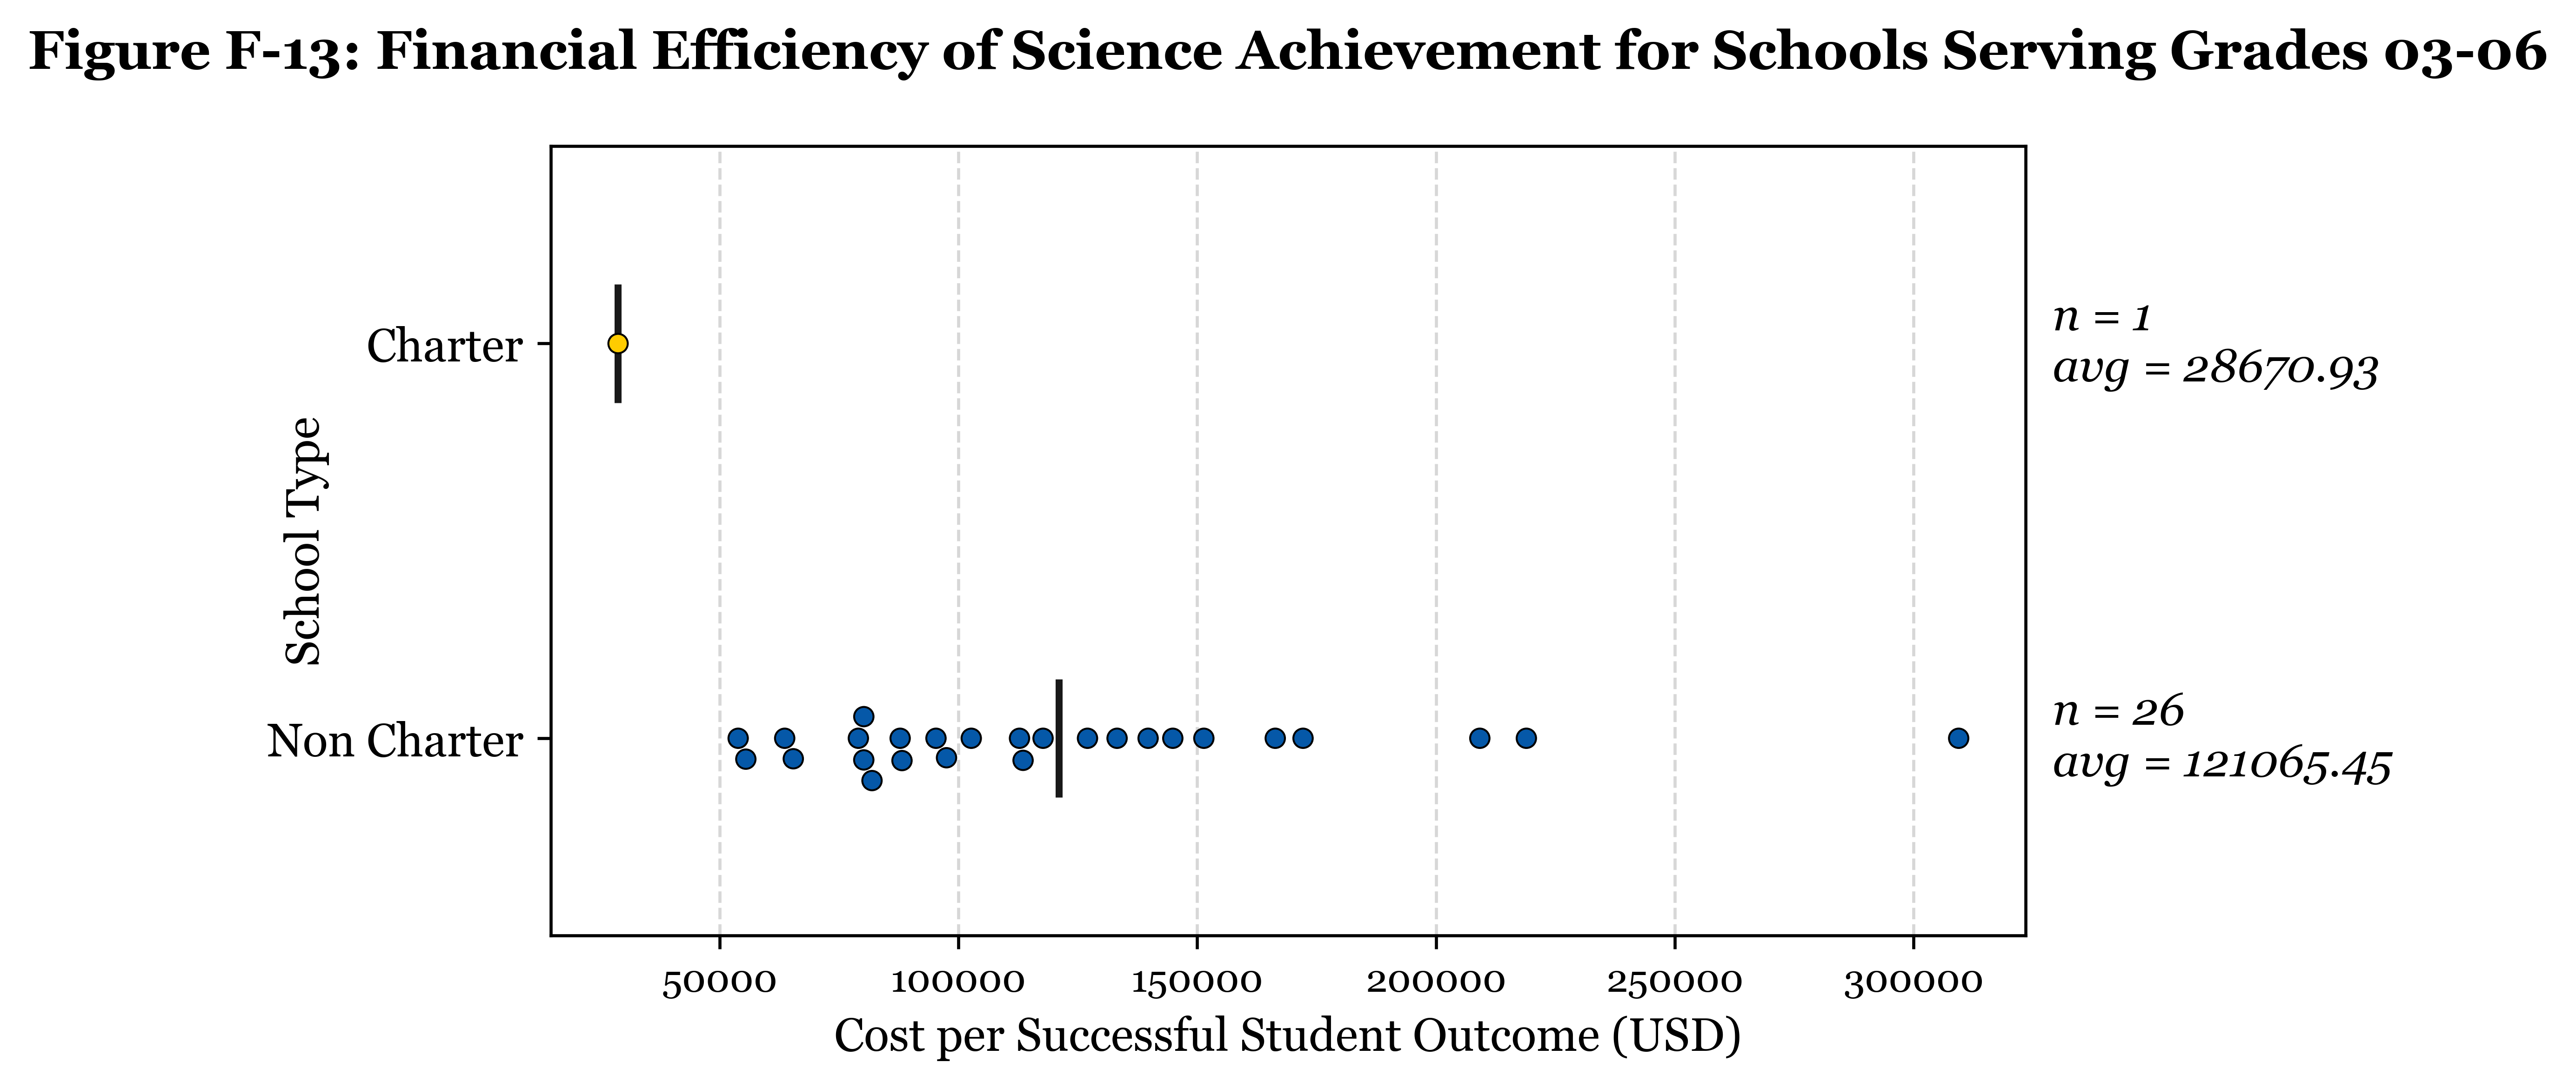 Figure F-13: Financial Efficiency of Science Achievement for Schools Serving Grades 03-06
Charter
n = 1
avg = 28670.93
School Type
Non Charter
n = 26
avg = 121065.45
50000 100000 150000 200000 250000 300000
Cost per Successful Student Outcome (USD)